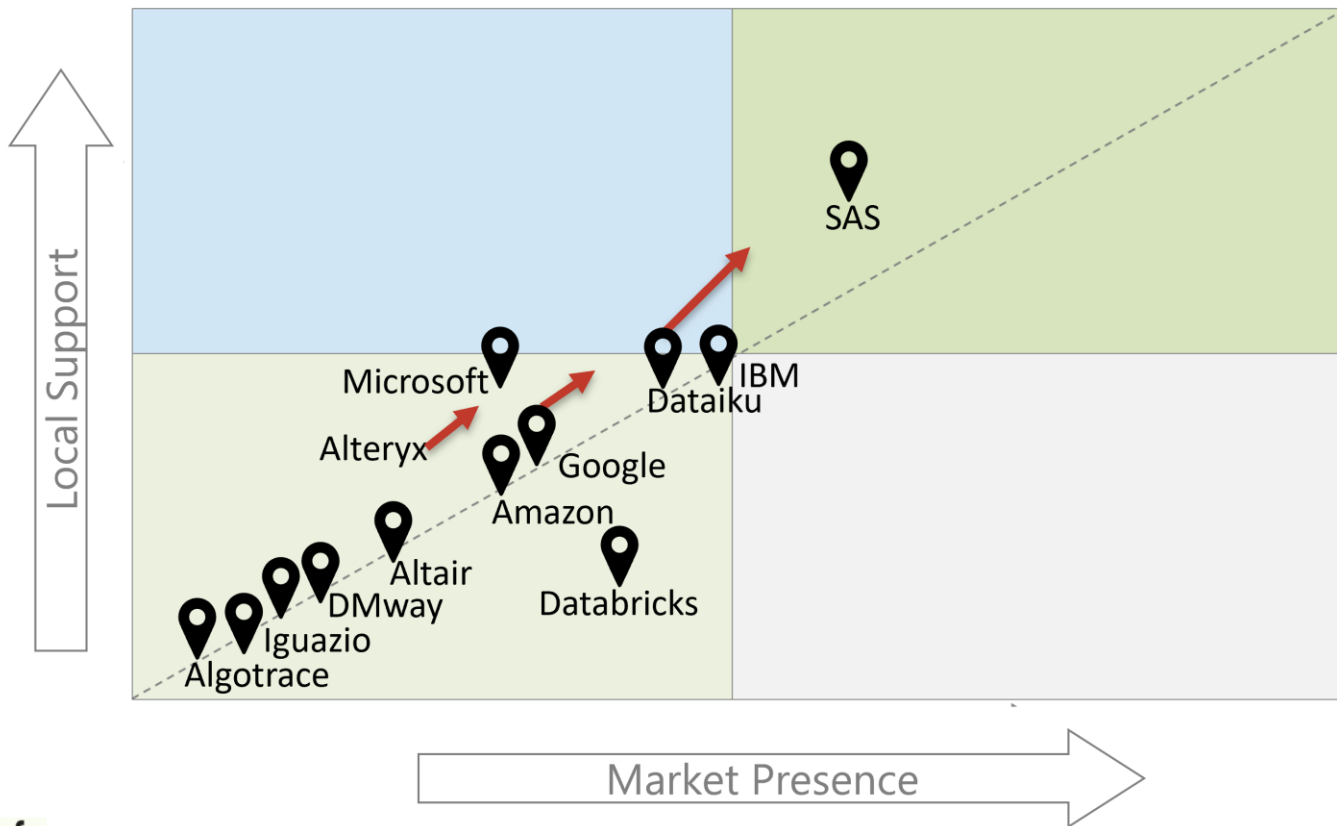 Local Support
SAS
Microsoft
IBM
Dataiku
Alteryx
Google
Amazon
Altair
Databricks
DMway
Iguazio
Algotrace
Market Presence